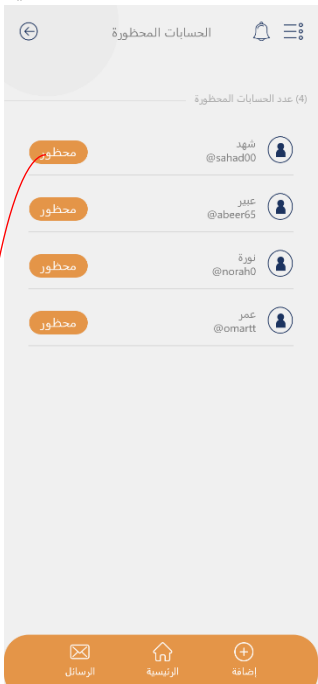 الحسابات المحظورة
(4) عدد الحسابات المحظورة
شهد
@sahad00
محظور
عبير
@abeer65
محظور
نورة
@norah0
محظور
عمر
@omartt
محظور
إضافة
الرئيسية
الرسائل